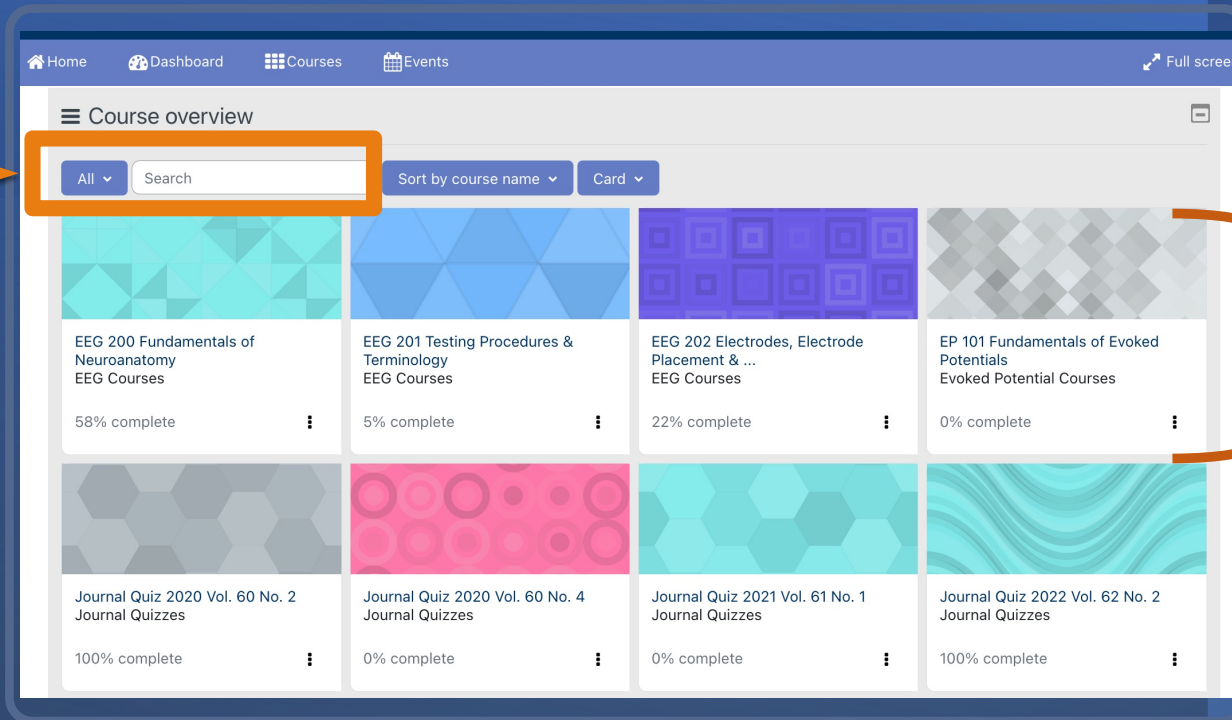 Home Dashboard Courses Events Full scree
Course overview
All Search Sort by course name Card
EEG 200 Fundamentals of
Neuroanatomy
EEG Courses
58% complete
EEG 201 Testing Procedures &
Terminology
EEG Courses
5% complete
EEG 202 Electrodes, Electrode
Placement & ...
EEG Courses
22% complete
EP 101 Fundamentals of Evoked
Potentials
Evoked Potential Courses
0% complete
Journal Quiz 2020 Vol. 60 No. 2
Journal Quizzes
100% complete
Journal Quiz 2020 Vol. 60 No. 4
Journal Quizzes
0% complete
Journal Quiz 2021 Vol. 61 No. 1
Journal Quizzes
0% complete
Journal Quiz 2022 Vol. 62 No. 2
Journal Quizzes
100% complete